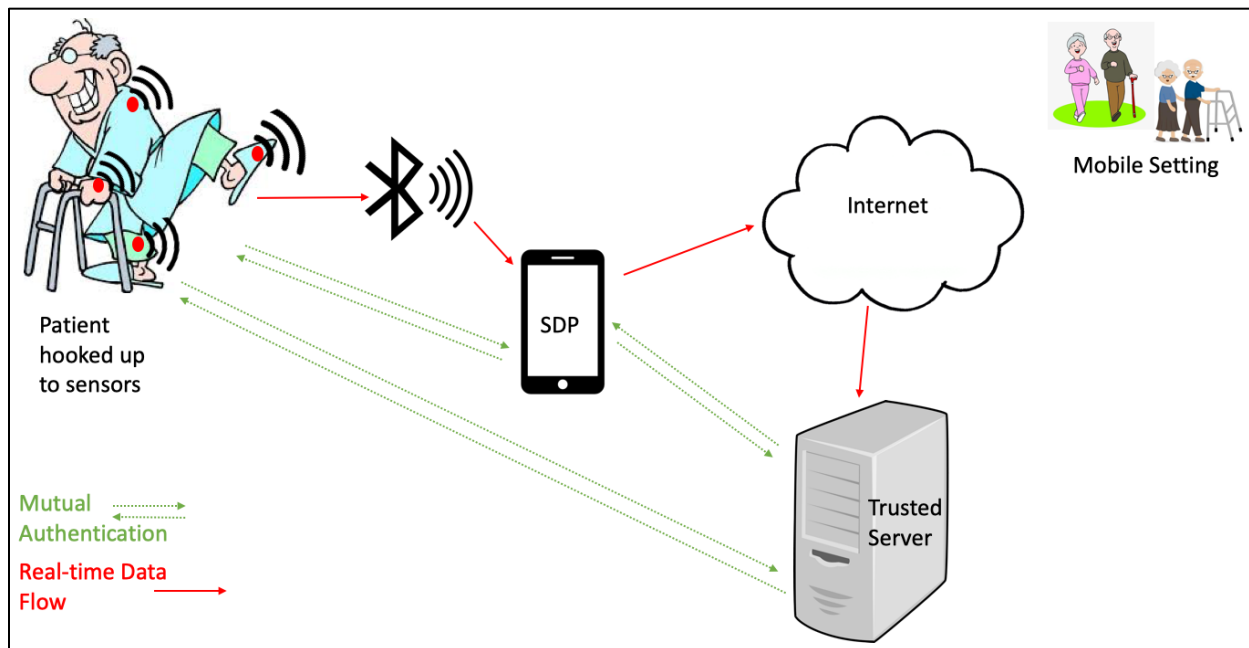 Mobile Setting
Internet
SDP
Patient
hooked up
to sensors
Trusted
Server
Mutual
Authentication
Real-time Data
Flow